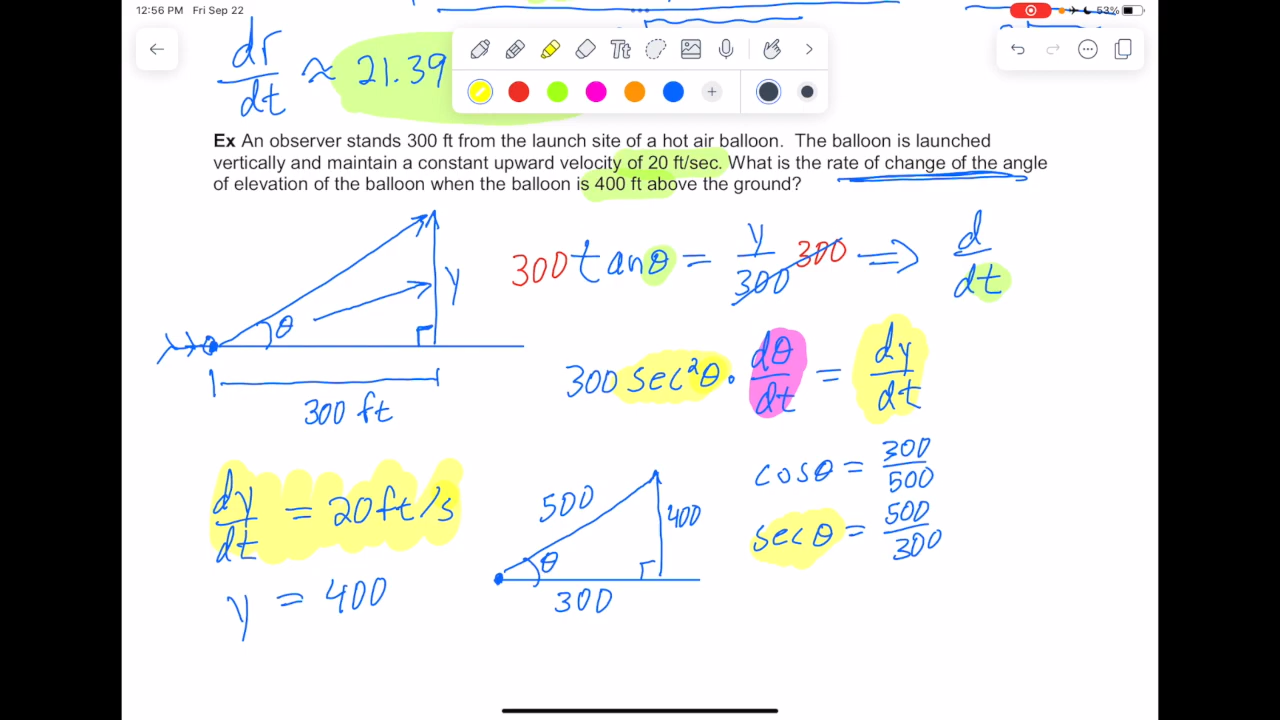 12:56 PM Fri Sep 22
53%
dr/dt ≈ 21.39
Tt
Ex An observer stands 300 ft from the launch site of a hot air balloon. The balloon is launched
vertically and maintain a constant upward velocity of 20 ft/sec. What is the rate of change of the angle
of elevation of the balloon when the balloon is 400 ft above the ground?
300 tanθ = y/300 300 => d/dt
y
θ
300 ft
300 sec²θ · dθ/dt = dy/dt
cosθ = 300/500
secθ = 500/300
dy/dt = 20 ft/s
y = 400
500
400
θ
300